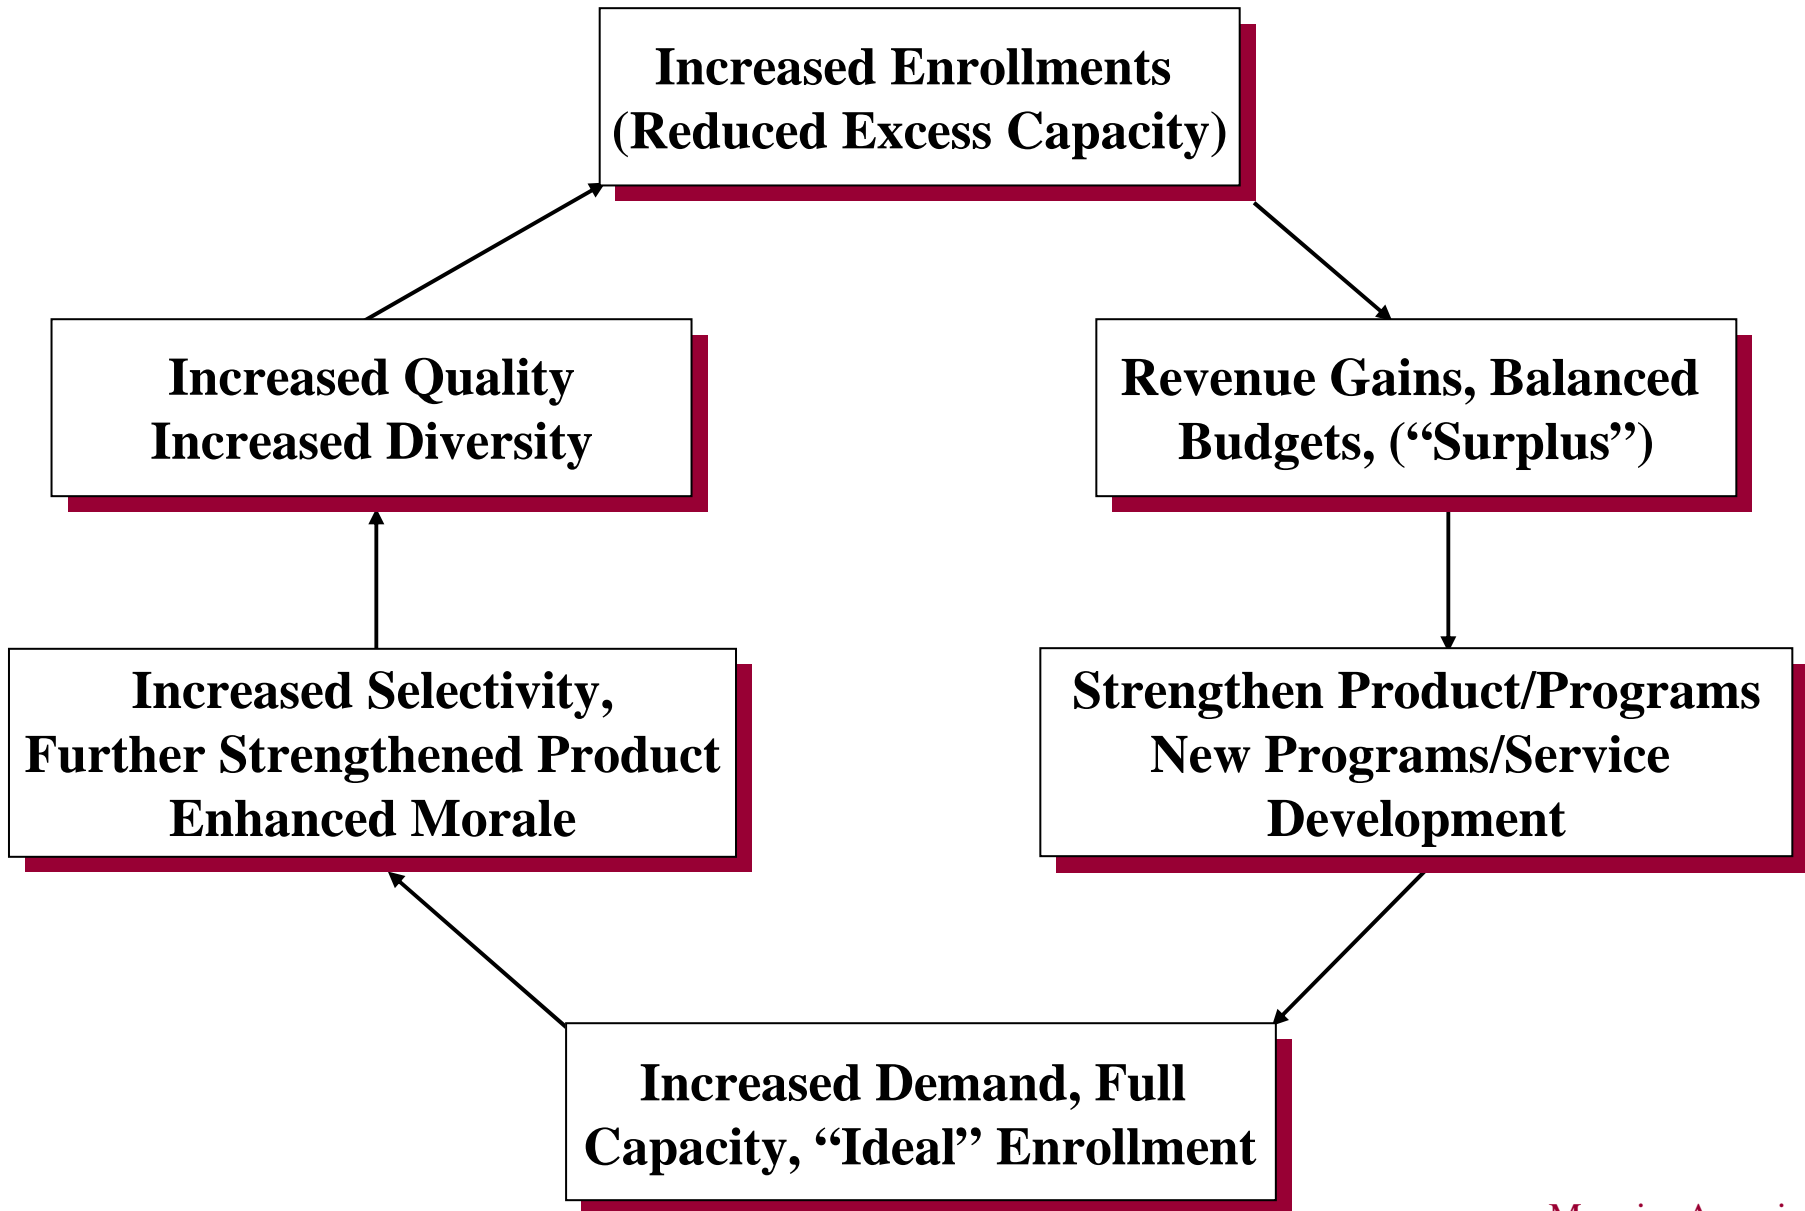 Increased Enrollments
(Reduced Excess Capacity)
Increased Quality
Increased Diversity
Revenue Gains, Balanced
Budgets, (“Surplus”)
Increased Selectivity,
Further Strengthened Product
Enhanced Morale
Strengthen Product/Programs
New Programs/Service
Development
Increased Demand, Full
Capacity, “Ideal” Enrollment